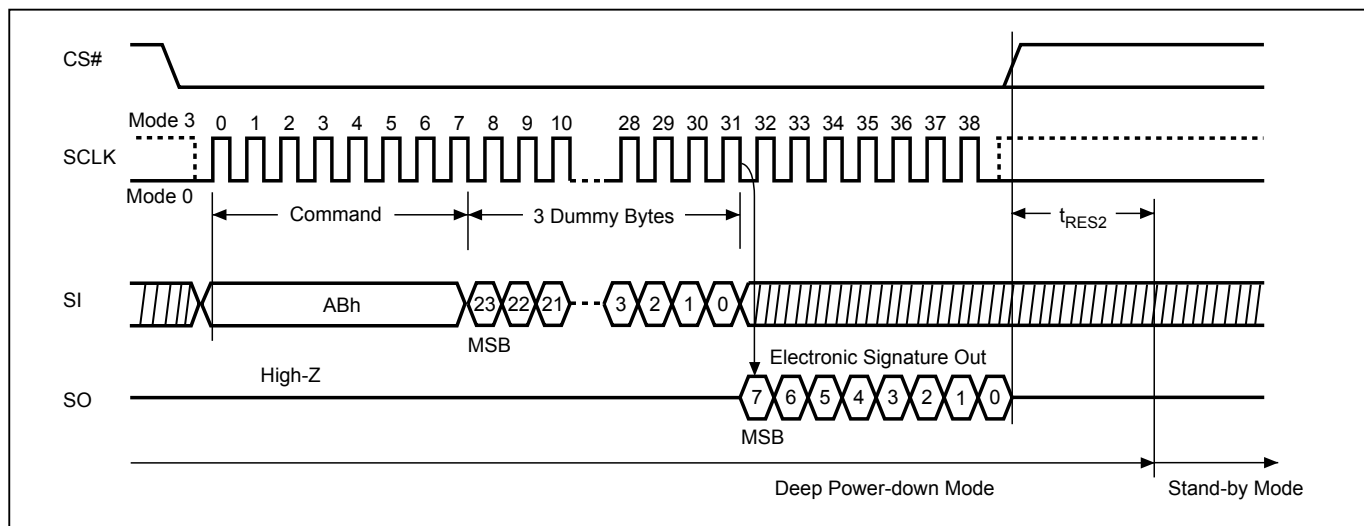 CS#
Mode 3 0 1 2 3 4 5 6 7 8 9 10 28 29 30 31 32 33 34 35 36 37 38
SCLK
Mode 0
Command 3 Dummy Bytes tRES2
SI ABh 23 22 21 3 2 1 0
MSB
Electronic Signature Out
High-Z
SO 7 6 5 4 3 2 1 0
MSB
Deep Power-down Mode Stand-by Mode